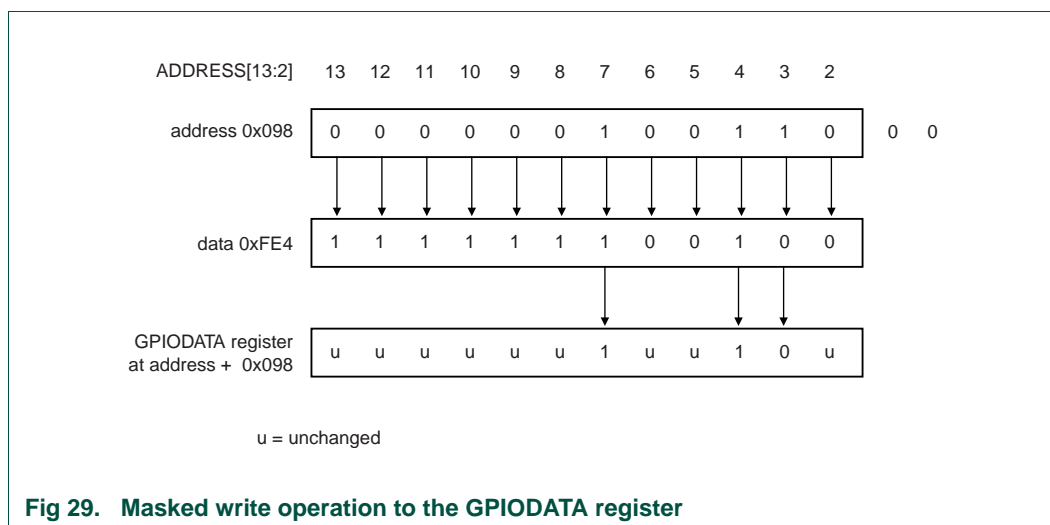 ADDRESS[13:2] 13 12 11 10 9 8 7 6 5 4 3 2
address 0x098 0 0 0 0 0 0 1 0 0 1 1 0 0 0
data 0xFE4 1 1 1 1 1 1 1 0 0 1 0 0
GPIODATA register
at address + 0x098
u u u u u u 1 u u 1 0 u
u = unchanged
Fig 29. Masked write operation to the GPIODATA register